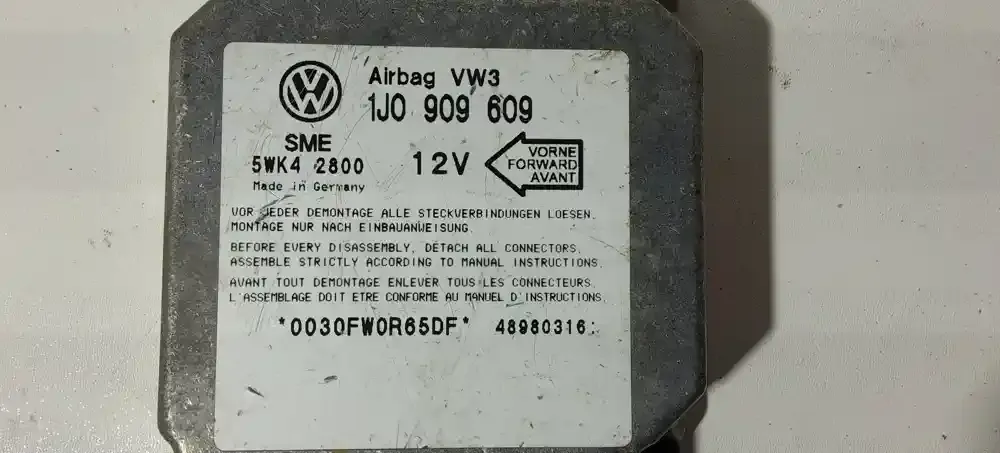 Airbag VW3
1J0 909 609
SME
5WK4 2800
Made in Germany
12V
VORNE
FORWARD
AVANT
VOR JEDER DEMONTAGE ALLE STECKVERBINDUNGEN LOESEN.
MONTAGE NUR NACH EINBAUANWEISUNG.
BEFORE EVERY DISASSEMBLY, DETACH ALL CONNECTORS.
ASSEMBLE STRICTLY ACCORDING TO MANUAL INSTRUCTIONS.
AVANT TOUT DEMONTAGE ENLEVER TOUS LES CONNECTEURS.
L'ASSEMBLAGE DOIT ETRE CONFORME AU MANUEL D'INSTRUCTIONS.
*0030FW0R65DF* 48980316: